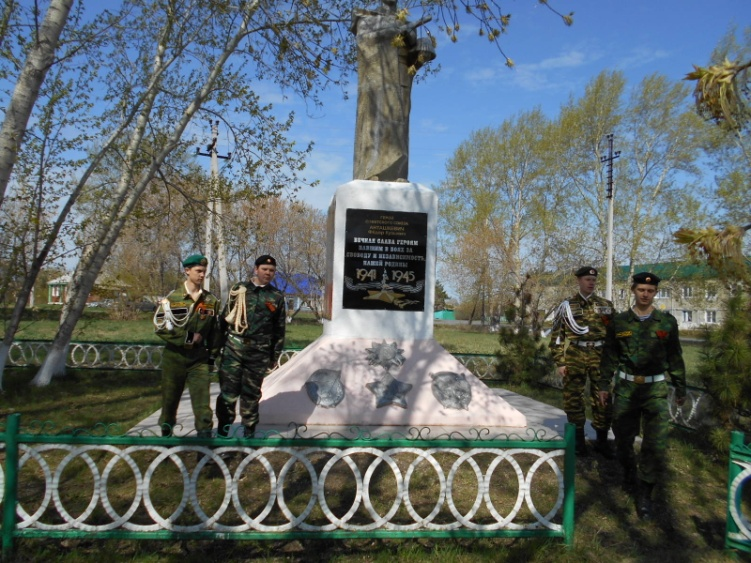 ВЕЧНАЯ СЛАВА ГЕРОЯМ
ПАВШИМ В БОЯХ ЗА
СВОБОДУ И НЕЗАВИСИМОСТЬ
НАШЕЙ РОДИНЫ
1941 1945